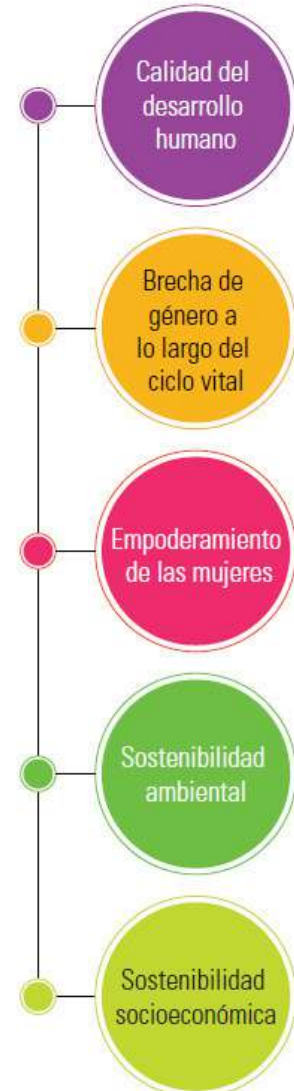 Calidad del
desarrollo
humano
Brecha de
género a
lo largo del
ciclo vital
Empoderamiento
de las mujeres
Sostenibilidad
ambiental
Sostenibilidad
socioeconómica